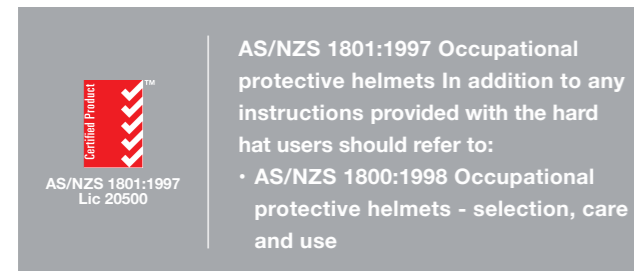 Certified Product
TM
AS/NZS 1801:1997
Lic 20500
AS/NZS 1801:1997 Occupational
protective helmets In addition to any
instructions provided with the hard
hat users should refer to:
· AS/NZS 1800:1998 Occupational
protective helmets - selection, care
and use